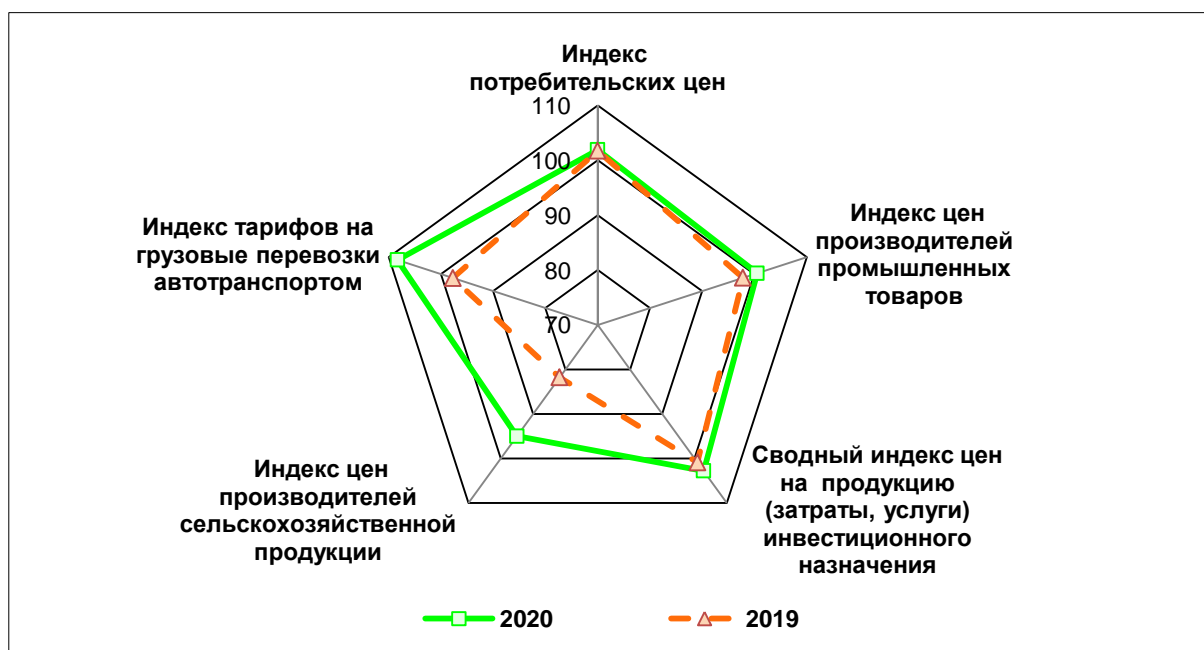 Индекс
потребительских цен
110
100
90
80
70
Индекс тарифов на
грузовые перевозки
автотранспортом
Индекс цен
производителей
промышленных
товаров
Индекс цен
производителей
сельскохозяйственной
продукции
Сводный индекс цен
на продукцию
(затраты, услуги)
инвестиционного
назначения
2020
2019